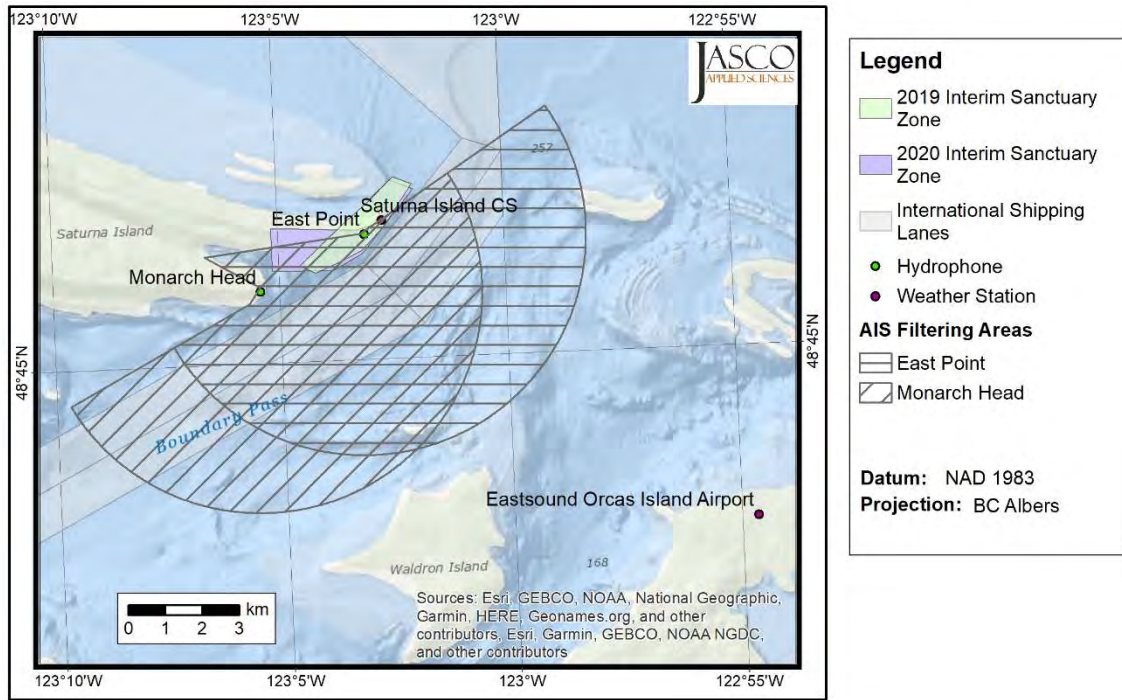 123°10'W
123°5'W
123°W
122°55'W
JASCO
APPLIED SCIENCES
257
Saturna Island CS
East Point
Saturna Island
Monarch Head
48°45'N
48°45'N
Boundary Pass
Eastsound Orcas Island Airport
Waldron Island
168
km
0 1 2 3
Sources: Esri, GEBCO, NOAA, National Geographic,
Garmin, HERE, Geonames.org, and other
contributors, Esri, Garmin, GEBCO, NOAA NGDC,
and other contributors
123°10'W
123°5'W
123°W
122°55'W
Legend
2019 Interim Sanctuary
Zone
2020 Interim Sanctuary
Zone
International Shipping
Lanes
Hydrophone
Weather Station
AIS Filtering Areas
East Point
Monarch Head
Datum: NAD 1983
Projection: BC Albers